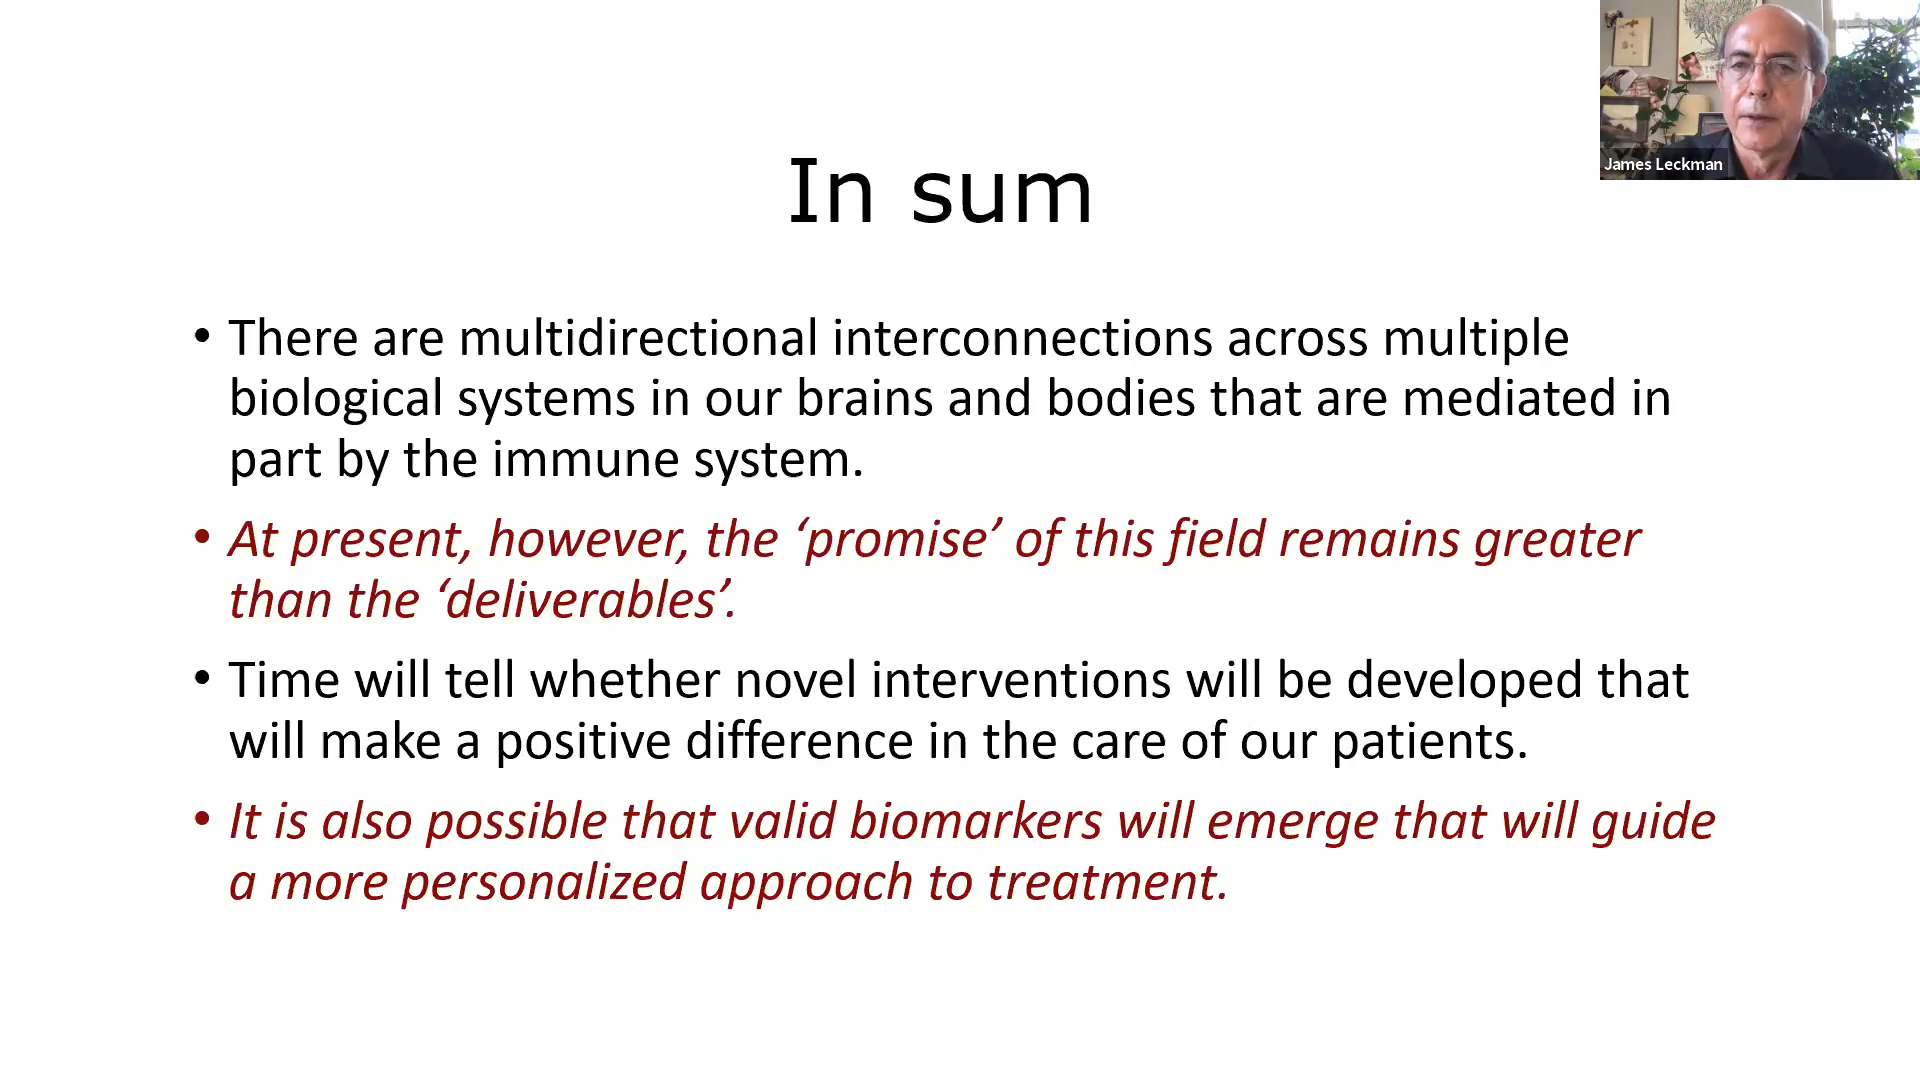 James Leckman
In sum
• There are multidirectional interconnections across multiple
biological systems in our brains and bodies that are mediated in
part by the immune system.
• At present, however, the ‘promise’ of this field remains greater
than the ‘deliverables’.
• Time will tell whether novel interventions will be developed that
will make a positive difference in the care of our patients.
• It is also possible that valid biomarkers will emerge that will guide
a more personalized approach to treatment.